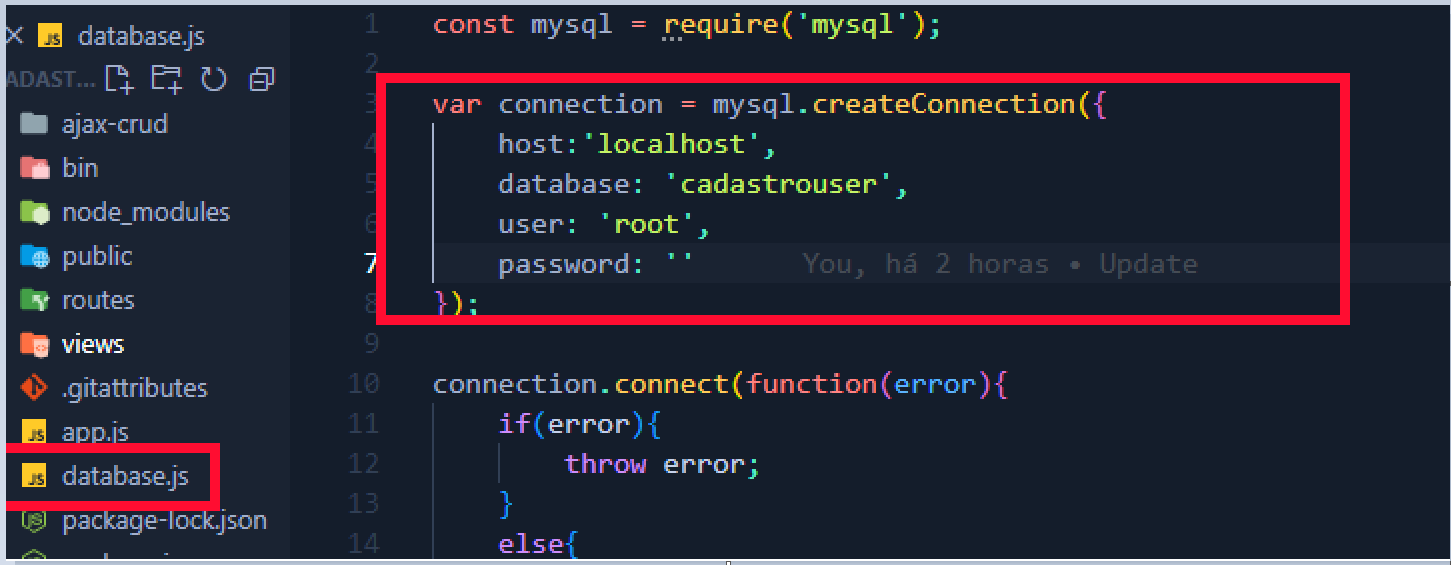 database.js
ADAST...
ajax-crud
bin
node_modules
public
routes
views
.gitattributes
app.js
database.js
package-lock.json
1 const mysql = require('mysql');
2
3 var connection = mysql.createConnection({
4 host:'localhost',
5 database: 'cadastrouser',
6 user: 'root',
7 password: '' You, há 2 horas • Update
8 });
9
10 connection.connect(function(error){
11 if(error){
12 throw error;
13 }
14 else{